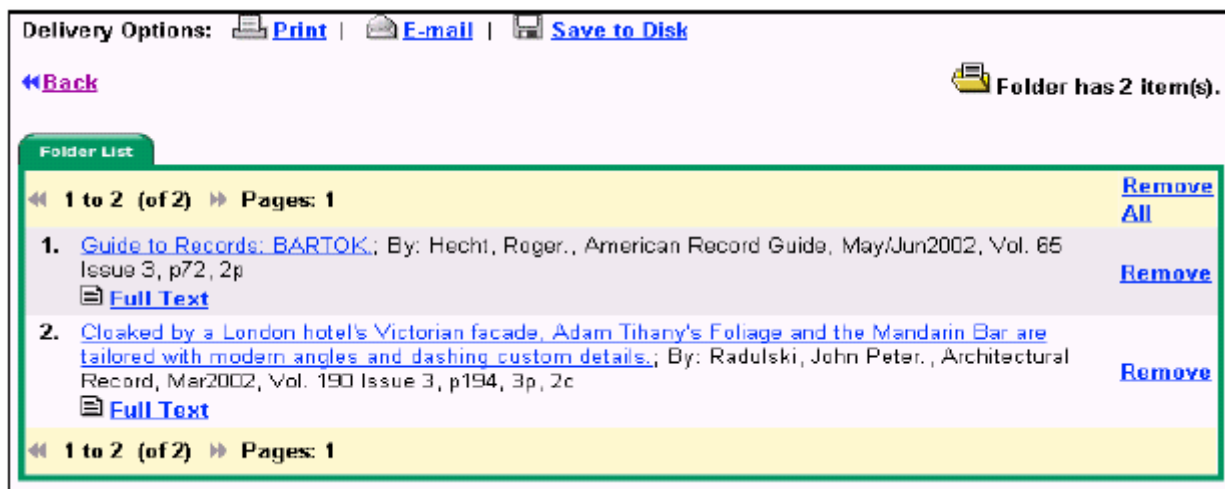 Delivery Options: Print | E-mail | Save to Disk
Back
Folder has 2 item(s).
Folder List
1 to 2 (of 2) Pages: 1
Remove All
1. Guide to Records: BARTOK.; By: Hecht, Roger., American Record Guide, May/Jun2002, Vol. 65
Issue 3, p72, 2p
Remove
Full Text
2. Cloaked by a London hotel's Victorian facade, Adam Tihany's Foliage and the Mandarin Bar are
tailored with modern angles and dashing custom details.; By: Radulski, John Peter., Architectural
Record, Mar2002, Vol. 190 Issue 3, p194, 3p, 2c
Remove
Full Text
1 to 2 (of 2) Pages: 1